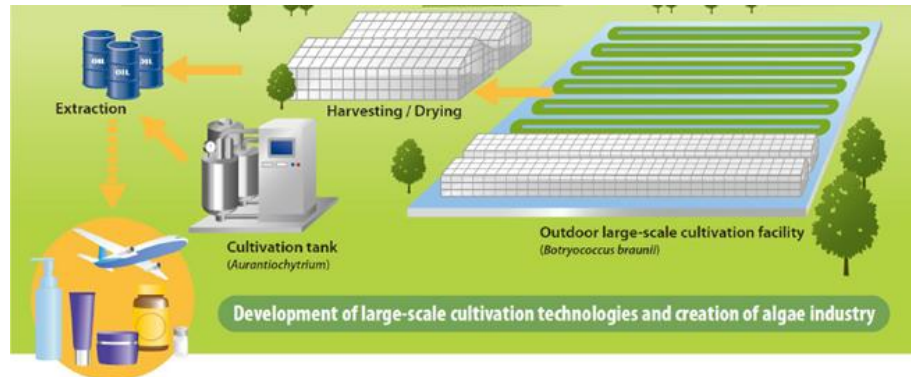 OIL
OIL
OIL
Extraction
Harvesting / Drying
Cultivation tank
(Aurantiochytrium)
Outdoor large-scale cultivation facility
(Botryococcus braunii)
Development of large-scale cultivation technologies and creation of algae industry